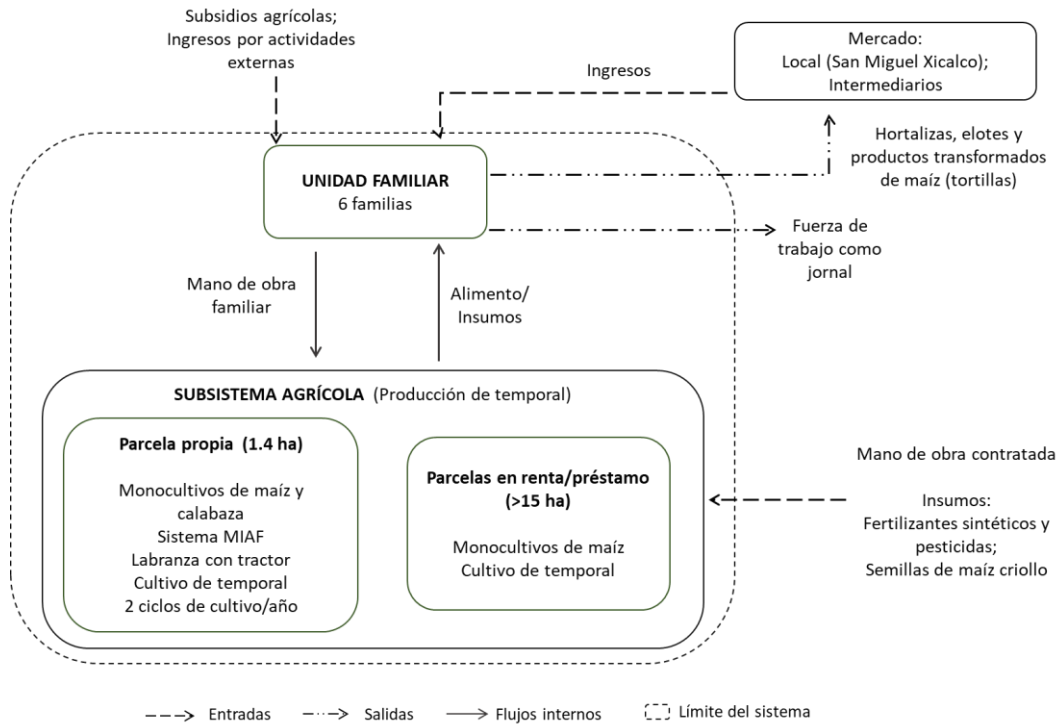 Subsidios agrícolas;
Ingresos por actividades
externas
Ingresos
Mercado:
Local (San Miguel Xicalco);
Intermediarios
Hortalizas, elotes y
productos transformados
de maíz (tortillas)
UNIDAD FAMILIAR
6 familias
Fuerza de
trabajo como
jornal
Mano de obra
familiar
Alimento/
Insumos
SUBSISTEMA AGRÍCOLA (Producción de temporal)
Parcela propia (1.4 ha)
Monocultivos de maíz y
calabaza
Sistema MIAF
Labranza con tractor
Cultivo de temporal
2 ciclos de cultivo/año
Parcelas en renta/préstamo
(>15 ha)
Monocultivos de maíz
Cultivo de temporal
Mano de obra contratada
Insumos:
Fertilizantes sintéticos y
pesticidas;
Semillas de maíz criollo
Entradas
Salidas
Flujos internos
Límite del sistema